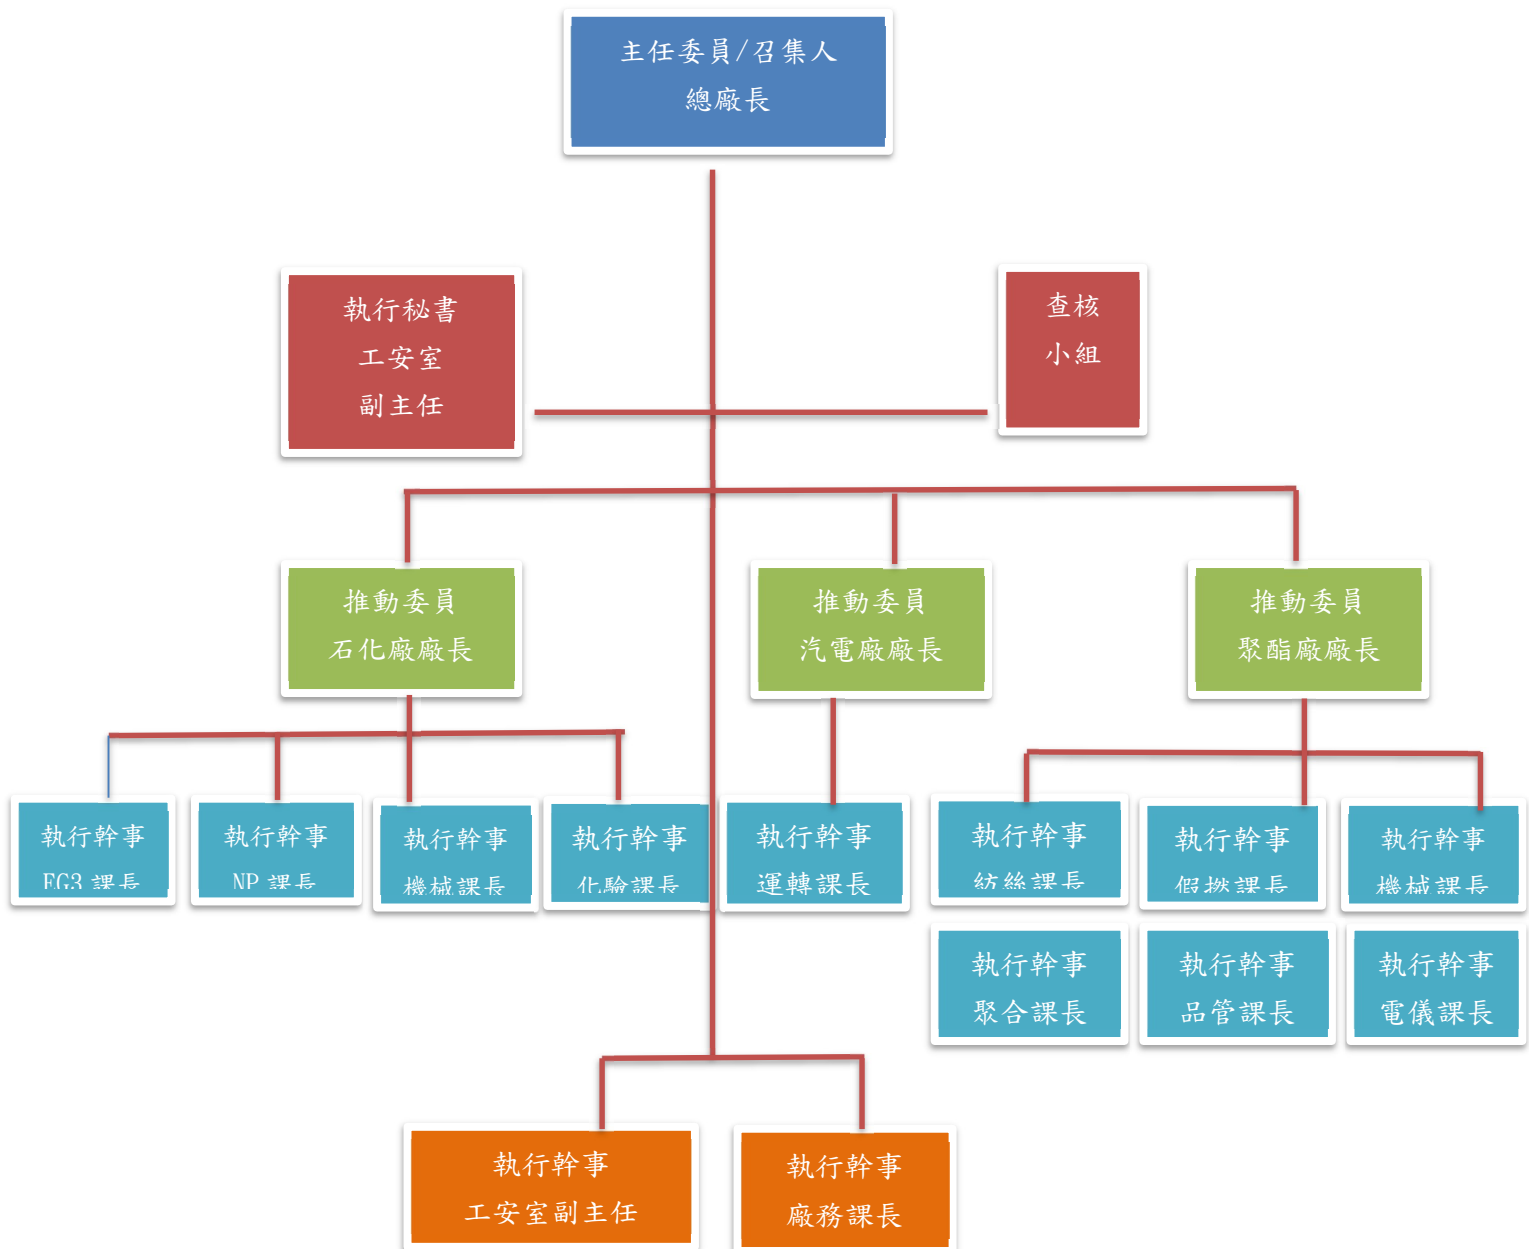 主任委員/召集人
總廠長
執行秘書
工安室
副主任
查核
小組
推動委員
石化廠廠長
推動委員
汽電廠廠長
推動委員
聚酯廠廠長
執行幹事
EG3 課長
執行幹事
NP 課長
執行幹事
機械課長
執行幹事
化驗課長
執行幹事
運轉課長
執行幹事
紡絲課長
執行幹事
假撚課長
執行幹事
機械課長
執行幹事
聚合課長
執行幹事
品管課長
執行幹事
電儀課長
執行幹事
工安室副主任
執行幹事
廠務課長